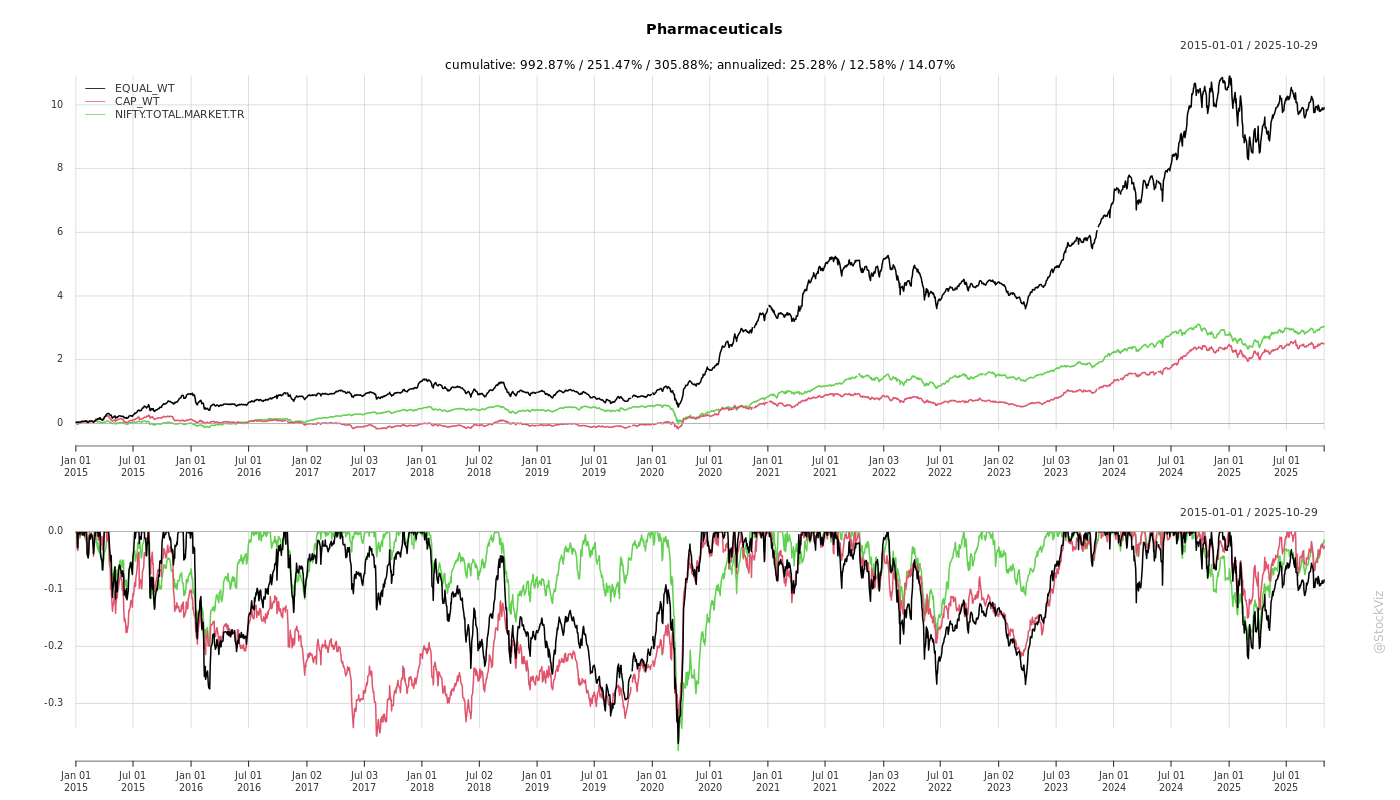 Pharmaceuticals
2015-01-01 / 2025-10-29
cumulative: 992.87% / 251.47% / 305.88%; annualized: 25.28% / 12.58% / 14.07%
EQUAL_WT
CAP_WT
NIFTY.TOTAL.MARKET.TR
10
8
6
4
2
0
Jan 01 Jul 01 Jan 01 Jul 01 Jan 02 Jul 03 Jan 01 Jul 02 Jan 01 Jul 01 Jan 01 Jul 01 Jan 01 Jul 01 Jan 03 Jul 01 Jan 02 Jul 03 Jan 01 Jul 01 Jan 01 Jul 01
2015 2015 2016 2016 2017 2017 2018 2018 2019 2019 2020 2020 2021 2021 2022 2022 2023 2023 2024 2024 2025 2025
2015-01-01 / 2025-10-29
0.0
-0.1
-0.2
-0.3
Jan 01 Jul 01 Jan 01 Jul 01 Jan 02 Jul 03 Jan 01 Jul 02 Jan 01 Jul 01 Jan 01 Jul 01 Jan 01 Jul 01 Jan 03 Jul 01 Jan 02 Jul 03 Jan 01 Jul 01 Jan 01 Jul 01
2015 2015 2016 2016 2017 2017 2018 2018 2019 2019 2020 2020 2021 2021 2022 2022 2023 2023 2024 2024 2025 2025
@StockViz